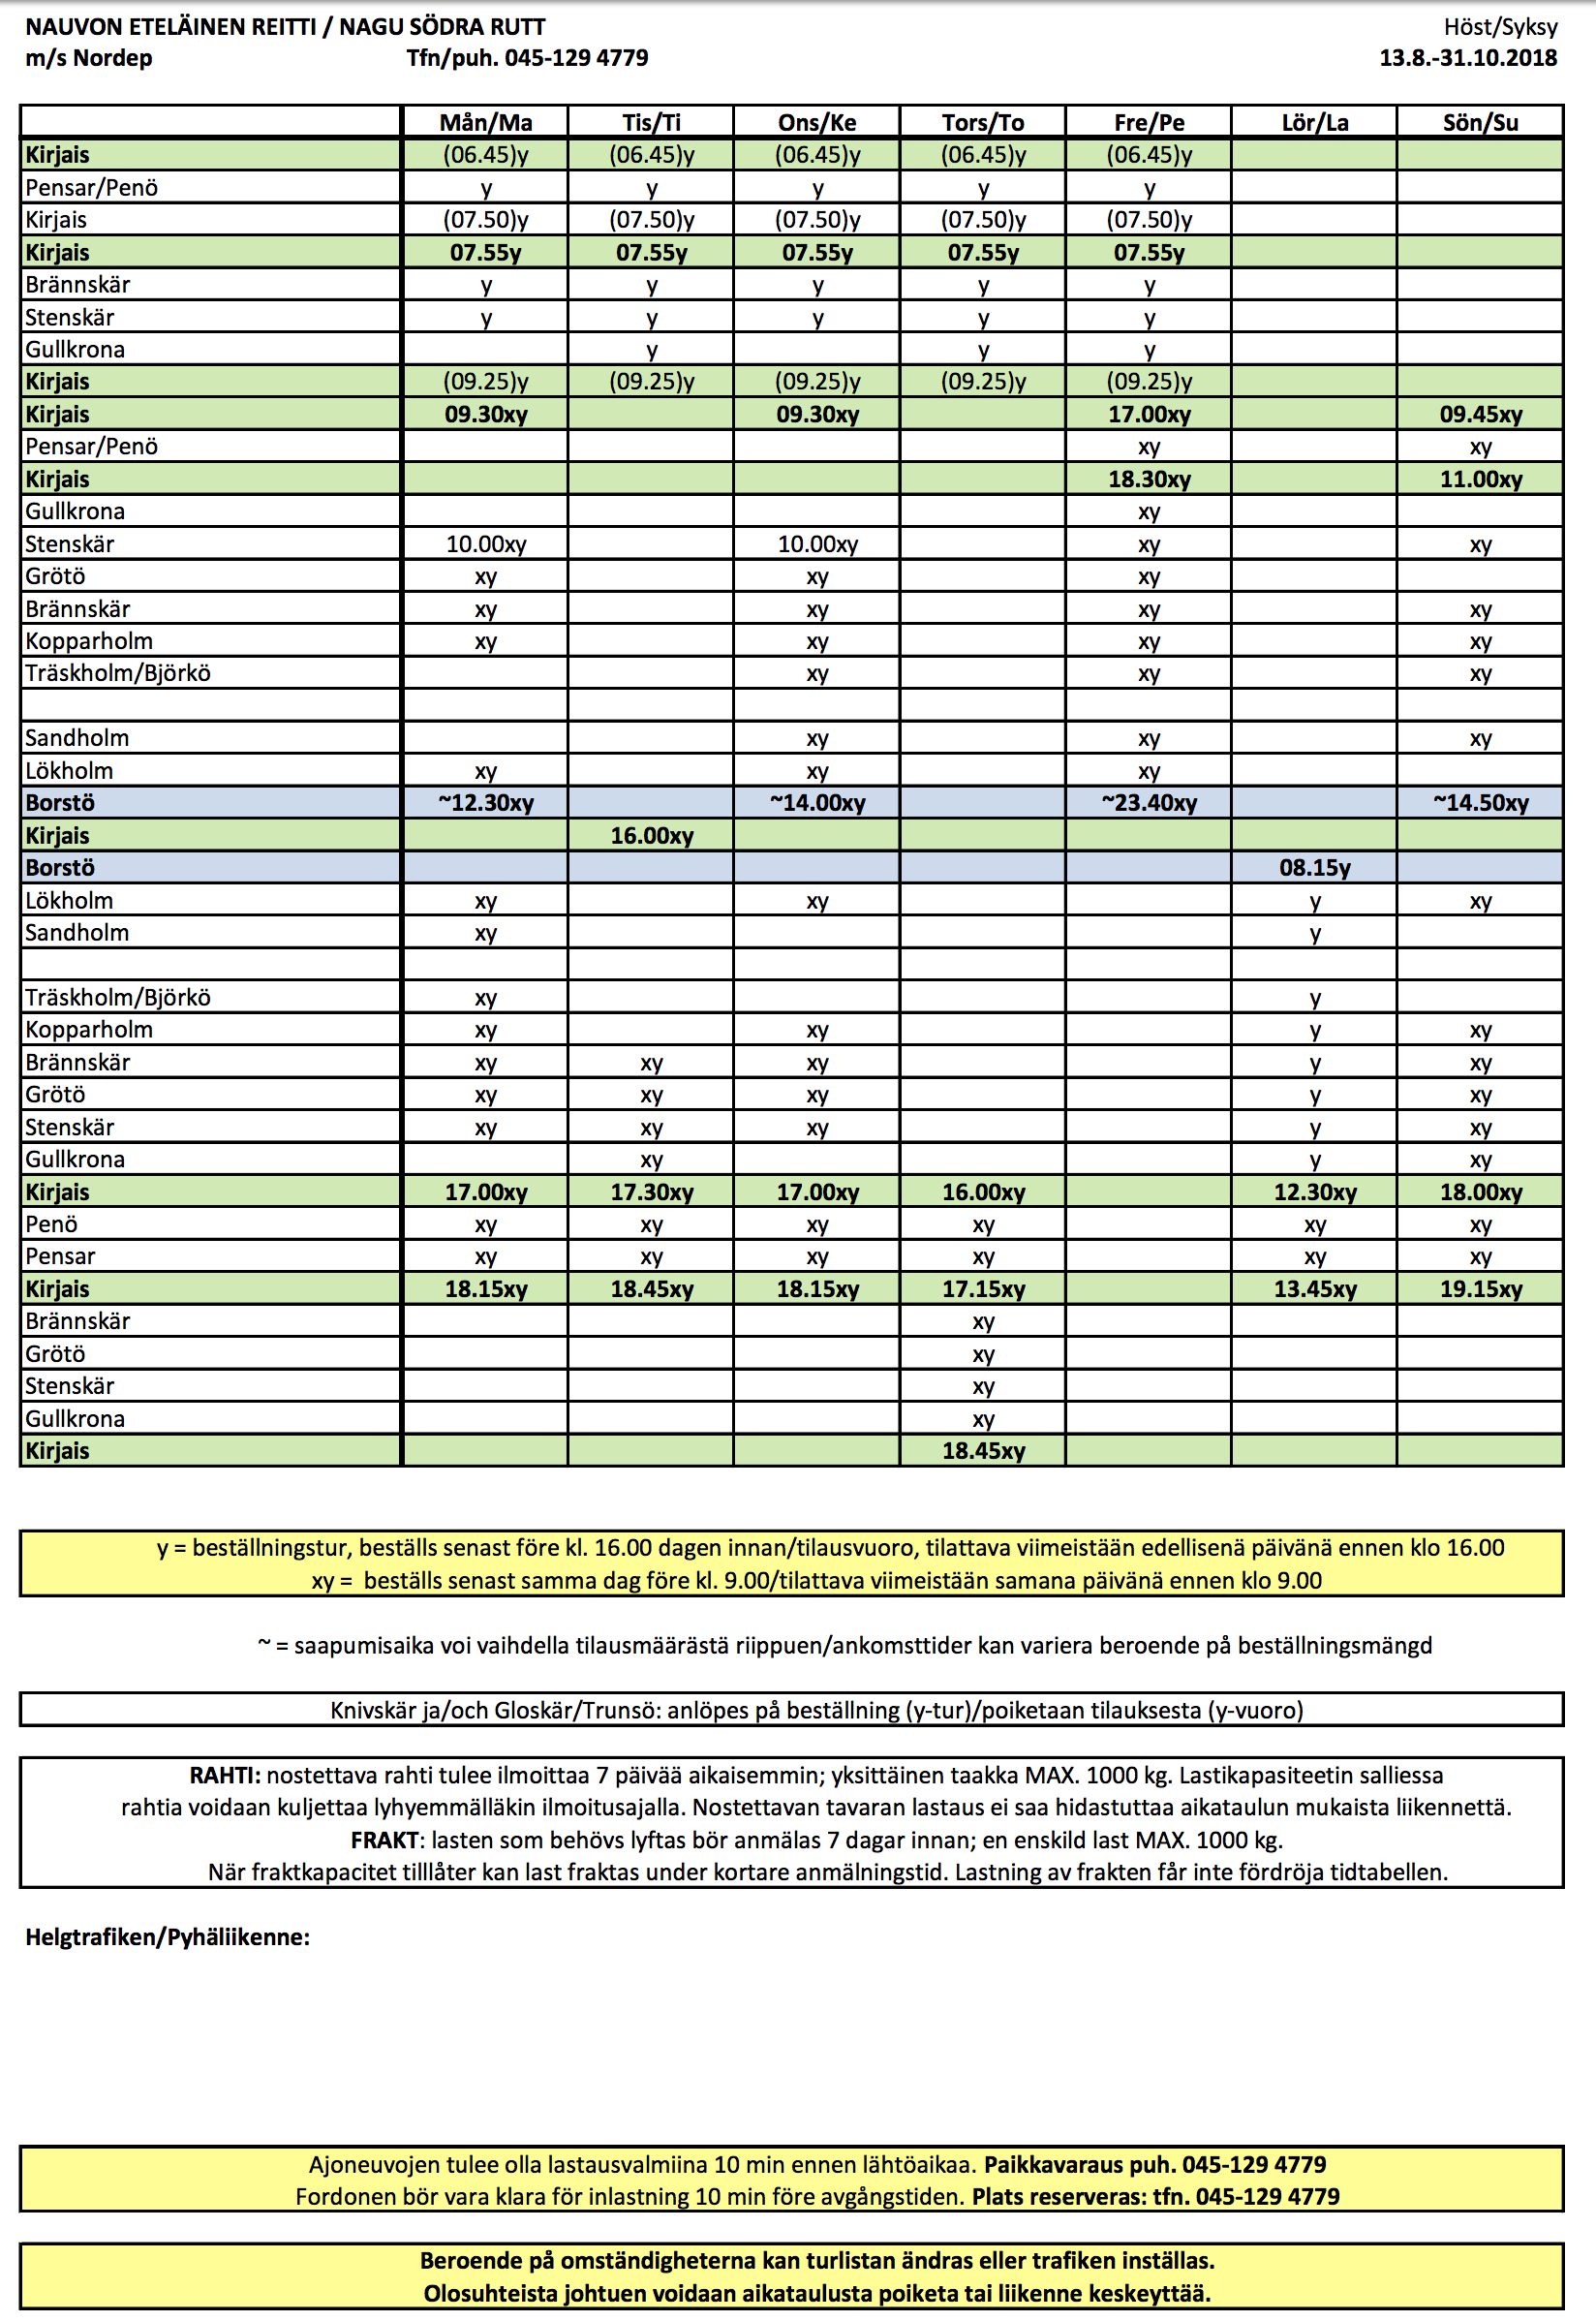 NAUVON ETELÄINEN REITTI / NAGU SÖDRA RUTT Höst/Syksy
m/s Nordep Tfn/puh. 045-129 4779 13.8.-31.10.2018
Mån/Ma Tis/Ti Ons/Ke Tors/To Fre/Pe Lör/La Sön/Su
Kirjais (06.45)y (06.45)y (06.45)y (06.45)y (06.45)y
Pensar/Penö y y y y y
Kirjais (07.50)y (07.50)y (07.50)y (07.50)y (07.50)y
Kirjais 07.55y 07.55y 07.55y 07.55y 07.55y
Brännskär y y y y y
Stenskär y y y y y
Gullkrona y y y
Kirjais (09.25)y (09.25)y (09.25)y (09.25)y (09.25)y
Kirjais 09.30xy 09.30xy 17.00xy 09.45xy
Pensar/Penö xy xy
Kirjais 18.30xy 11.00xy
Gullkrona xy
Stenskär 10.00xy 10.00xy xy xy
Grötö xy xy xy
Brännskär xy xy xy xy
Kopparholm xy xy xy xy
Träskholm/Björkö xy xy xy
Sandholm xy xy xy
Lökholm xy xy xy
Borstö ~12.30xy ~14.00xy ~23.40xy ~14.50xy
Kirjais 16.00xy
Borstö 08.15y
Lökholm xy xy y xy
Sandholm xy y
Träskholm/Björkö xy y
Kopparholm xy xy y xy
Brännskär xy xy xy y xy
Grötö xy xy xy y xy
Stenskär xy xy xy y xy
Gullkrona xy y xy
Kirjais 17.00xy 17.30xy 17.00xy 16.00xy 12.30xy 18.00xy
Penö xy xy xy xy xy xy
Pensar xy xy xy xy xy xy
Kirjais 18.15xy 18.45xy 18.15xy 17.15xy 13.45xy 19.15xy
Brännskär xy
Grötö xy
Stenskär xy
Gullkrona xy
Kirjais 18.45xy
y = beställningstur, beställs senast före kl. 16.00 dagen innan/tilausvuoro, tilattava viimeistään edellisenä päivänä ennen klo 16.00
xy = beställs senast samma dag före kl. 9.00/tilattava viimeistään samana päivänä ennen klo 9.00
~ = saapumisaika voi vaihdella tilausmäärästä riippuen/ankomsttider kan variera beroende på beställningsmängd
Knivskär ja/och Gloskär/Trunsö: anlöpes på beställning (y-tur)/poiketaan tilauksesta (y-vuoro)
RAHTI: nostettava rahti tulee ilmoittaa 7 päivää aikaisemmin; yksittäinen taakka MAX. 1000 kg. Lastikapasiteetin salliessa
rahtia voidaan kuljettaa lyhyemmälläkin ilmoitusajalla. Nostettavan tavaran lastaus ei saa hidastuttaa aikataulun mukaista liikennettä.
FRAKT: lasten som behövs lyftas bör anmälas 7 dagar innan; en enskild last MAX. 1000 kg.
När fraktkapacitet tilllåter kan last fraktas under kortare anmälningstid. Lastning av frakten får inte fördröja tidtabellen.
Helgtrafiken/Pyhäliikenne:
Ajoneuvojen tulee olla lastausvalmiina 10 min ennen lähtöaikaa. Paikkavaraus puh. 045-129 4779
Fordonen bör vara klara för inlastning 10 min före avgångstiden. Plats reserveras: tfn. 045-129 4779
Beroende på omständigheterna kan turlistan ändras eller trafiken inställas.
Olosuhteista johtuen voidaan aikataulusta poiketa tai liikenne keskeyttää.